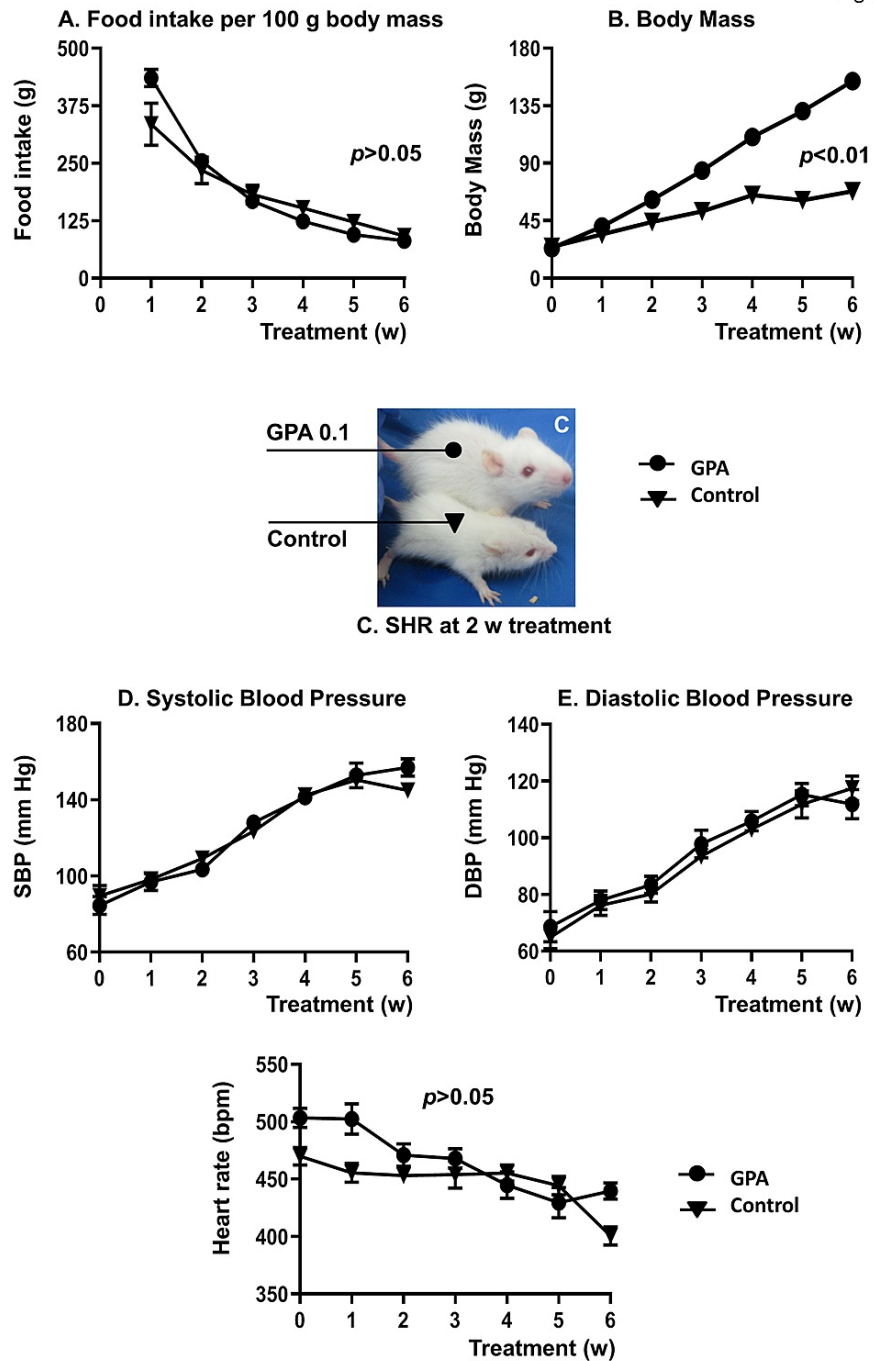 A. Food intake per 100 g body mass
500
375
250
125
0
Food intake (g)
p>0.05
0 1 2 3 4 5 6
Treatment (w)
B. Body Mass
180
135
90
45
0
Body Mass (g)
p<0.01
0 1 2 3 4 5 6
Treatment (w)
GPA 0.1
Control
C
GPA
Control
C. SHR at 2 w treatment
D. Systolic Blood Pressure
180
140
100
60
SBP (mm Hg)
0 1 2 3 4 5 6
Treatment (w)
E. Diastolic Blood Pressure
140
120
100
80
60
DBP (mm Hg)
0 1 2 3 4 5 6
Treatment (w)
550
500
450
400
350
Heart rate (bpm)
p>0.05
0 1 2 3 4 5 6
Treatment (w)
GPA
Control